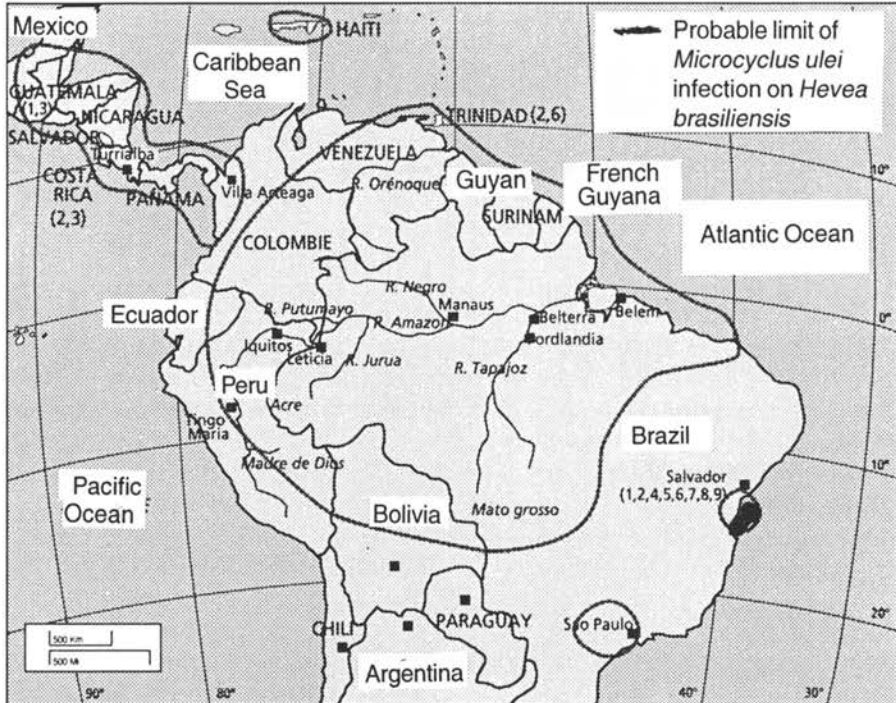 Mexico
HAITI
Probable limit of
Microcyclus ulei
infection on Hevea
brasiliensis
Caribbean
Sea
GUATEMALA
(1,3)
NICARAGUA
SALVADOR
TRINIDAD (2,6)
Turrialba
VENEZUELA
French
Guyana
10°
COSTA
RICA
(2,3)
PANAMA
Villa Arteaga
R. Orénoque
Guyan
SURINAM
COLOMBIE
Atlantic Ocean
R. Negro
Ecuador
R. Putumayo
Manaus
Belterra
Belem
0°
R. Amazon
Iquitos
Leticia
R. Jurua
ordlandia
R. Tapajoz
Peru
Acre
Tingo
Maria
Brazil
Madre de Dios
Salvador
(1,2,4,5,6,7,8,9)
10°
Pacific
Ocean
Bolivia
Mato grosso
CHILI
PARAGUAY
Sao Paulo
20°
500 Km
500 Mi
Argentina
90°
80°
40°
30°